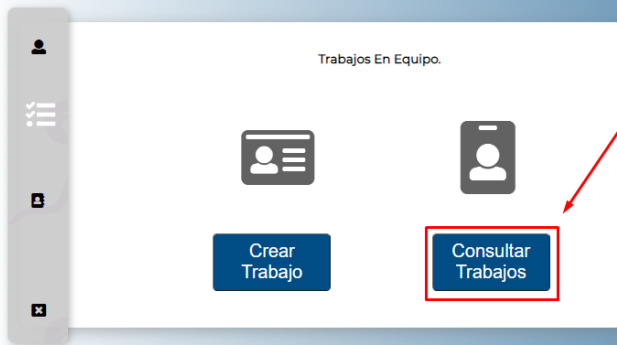 Trabajos En Equipo.
Crear
Trabajo
Consultar
Trabajos